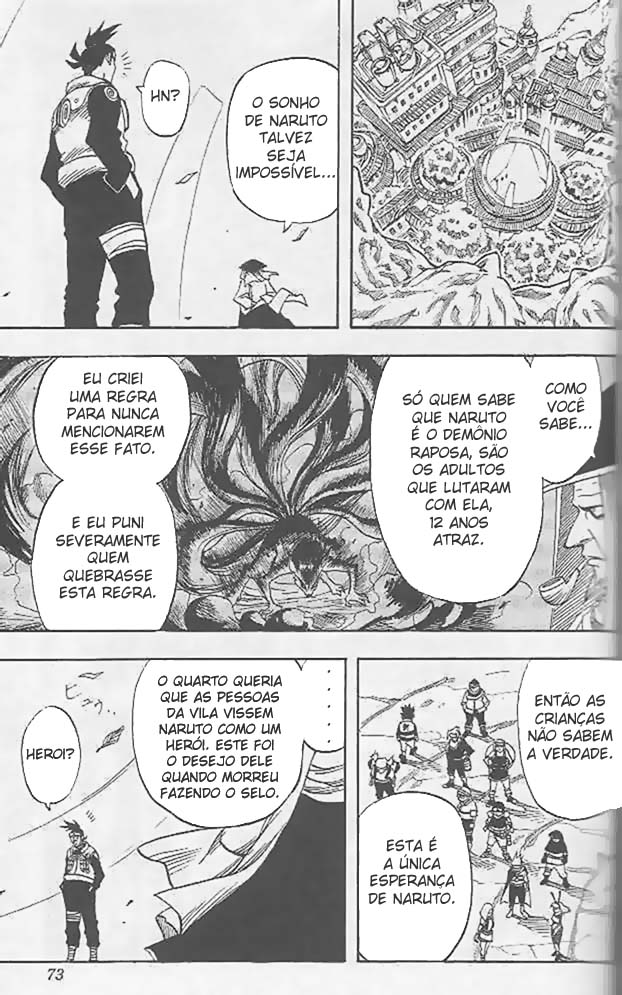 O SONHO
DE NARUTO
TALVEZ
SEJA
IMPOSSÍVEL...
HN?
COMO
VOCÊ
SABE...
SÓ QUEM SABE
QUE NARUTO
É O DEMÔNIO
RAPOSA, SÃO
OS ADULTOS
QUE LUTARAM
COM ELA,
12 ANOS
ATRAZ.
EU CRIEI
UMA REGRA
PARA NUNCA
MENCIONAREM
ESSE FATO.
E EU PUNI
SEVERAMENTE
QUEM
QUEBRASSE
ESTA REGRA.
ENTÃO AS
CRIANÇAS
NÃO SABEM
A VERDADE.
ESTA É
A ÚNICA
ESPERANÇA
DE NARUTO.
......
O QUARTO QUERIA
QUE AS PESSOAS
DA VILA VISSEM
NARUTO COMO UM
HERÓI. ESTE FOI
O DESEJO DELE
QUANDO MORREU
FAZENDO O SELO.
HEROI?
73